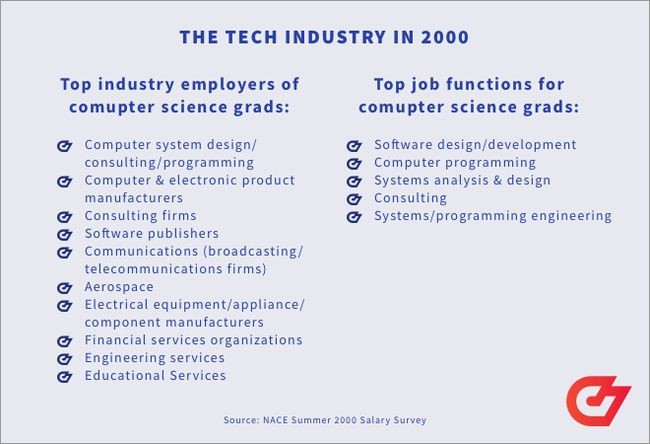 THE TECH INDUSTRY IN 2000
Top industry employers of
comupter science grads:
Computer system design/
consulting/programming
Computer & electronic product
manufacturers
Consulting firms
Software publishers
Communications (broadcasting/
telecommunications firms)
Aerospace
Electrical equipment/appliance/
component manufacturers
Financial services organizations
Engineering services
Educational Services
Top job functions for
comupter science grads:
Software design/development
Computer programming
Systems analysis & design
Consulting
Systems/programming engineering
Source: NACE Summer 2000 Salary Survey